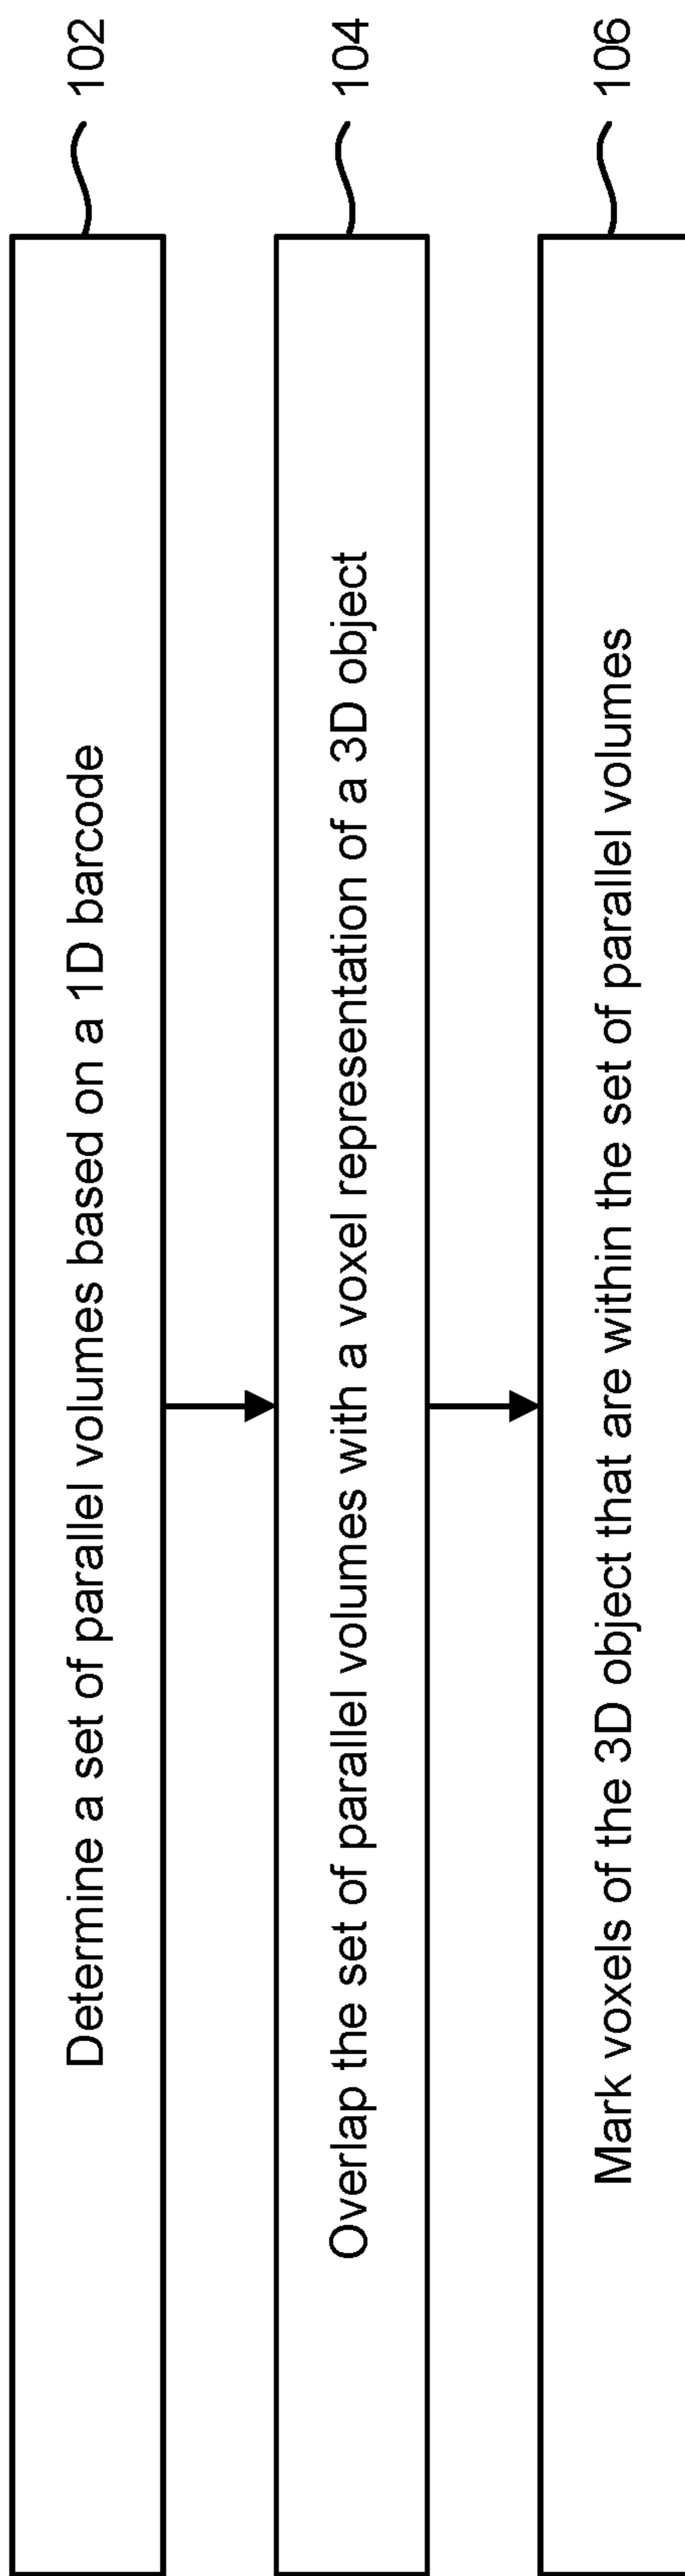 Determine a set of parallel volumes based on a 1D barcode
102
Overlap the set of parallel volumes with a voxel representation of a 3D object
104
Mark voxels of the 3D object that are within the set of parallel volumes
106